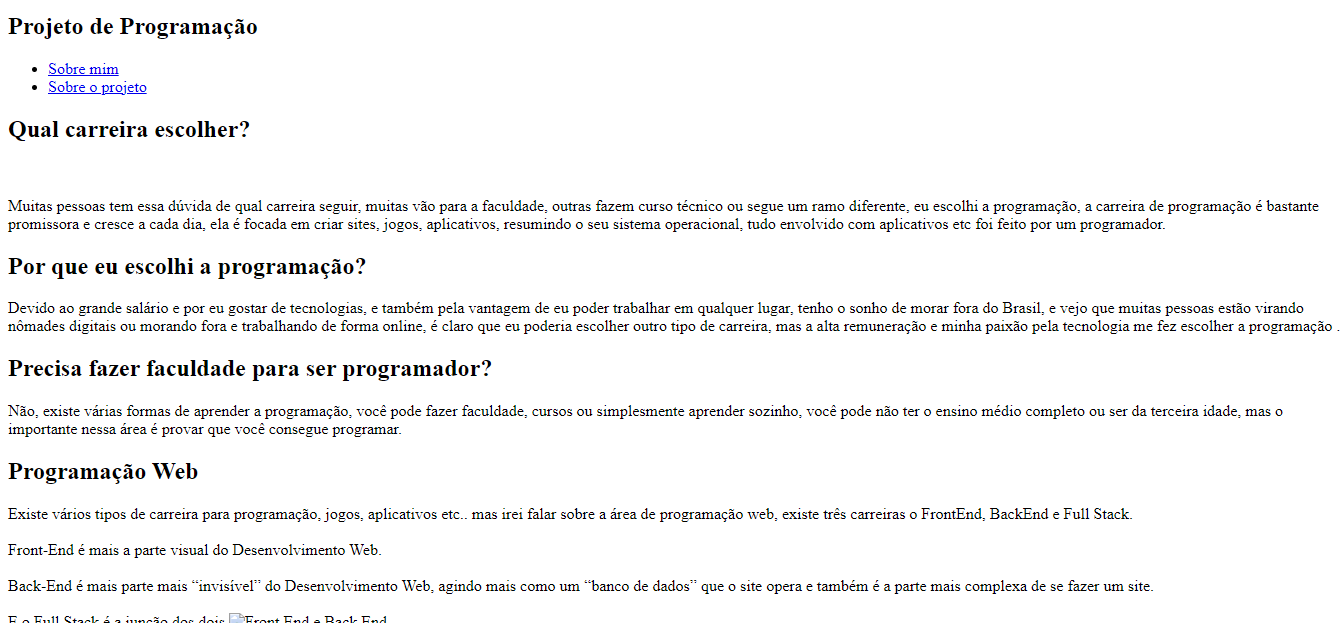 Projeto de Programação
Sobre mim
Sobre o projeto
Qual carreira escolher?
Muitas pessoas tem essa dúvida de qual carreira seguir, muitas vão para a faculdade, outras fazem curso técnico ou segue um ramo diferente, eu escolhi a programação, a carreira de programação é bastante
promissora e cresce a cada dia, ela é focada em criar sites, jogos, aplicativos, resumindo o seu sistema operacional, tudo envolvido com aplicativos etc foi feito por um programador.
Por que eu escolhi a programação?
Devido ao grande salário e por eu gostar de tecnologias, e também pela vantagem de eu poder trabalhar em qualquer lugar, tenho o sonho de morar fora do Brasil, e vejo que muitas pessoas estão virando
nômades digitais ou morando fora e trabalhando de forma online, é claro que eu poderia escolher outro tipo de carreira, mas a alta remuneração e minha paixão pela tecnologia me fez escolher a programação .
Precisa fazer faculdade para ser programador?
Não, existe várias formas de aprender a programação, você pode fazer faculdade, cursos ou simplesmente aprender sozinho, você pode não ter o ensino médio completo ou ser da terceira idade, mas o
importante nessa área é provar que você consegue programar.
Programação Web
Existe vários tipos de carreira para programação, jogos, aplicativos etc.. mas irei falar sobre a área de programação web, existe três carreiras o FrontEnd, BackEnd e Full Stack.
Front-End é mais a parte visual do Desenvolvimento Web.
Back-End é mais parte mais “invisível” do Desenvolvimento Web, agindo mais como um “banco de dados” que o site opera e também é a parte mais complexa de se fazer um site.
E o Full Stack é a junção dos dois Front End e Back End